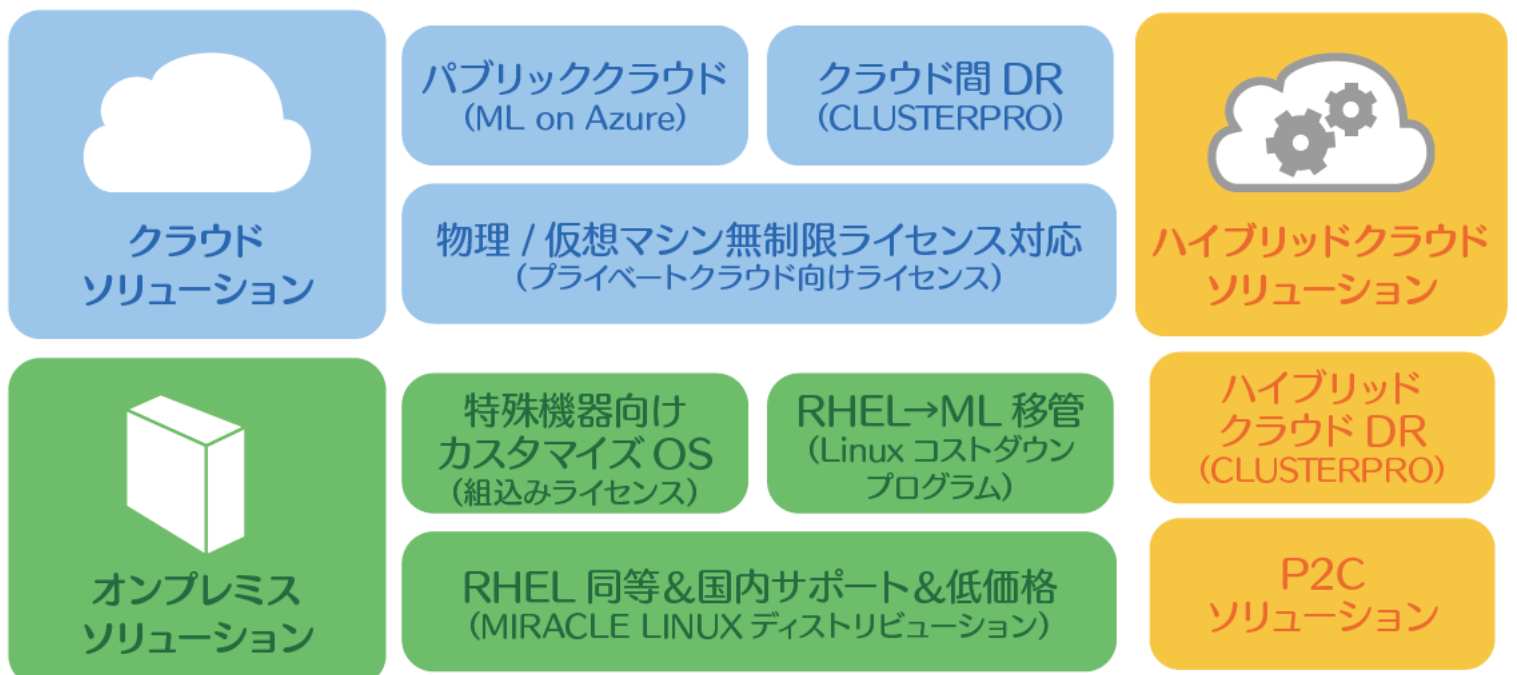 クラウド
ソリューション
パブリッククラウド
(ML on Azure)
クラウド間 DR
(CLUSTERPRO)
物理 / 仮想マシン無制限ライセンス対応
(プライベートクラウド向けライセンス)
ハイブリッドクラウド
ソリューション
オンプレミス
ソリューション
特殊機器向け
カスタマイズ OS
(組込みライセンス)
RHEL→ML 移管
(Linux コストダウン
プログラム)
RHEL 同等&国内サポート&低価格
(MIRACLE LINUX ディストリビューション)
ハイブリッド
クラウド DR
(CLUSTERPRO)
P2C
ソリューション